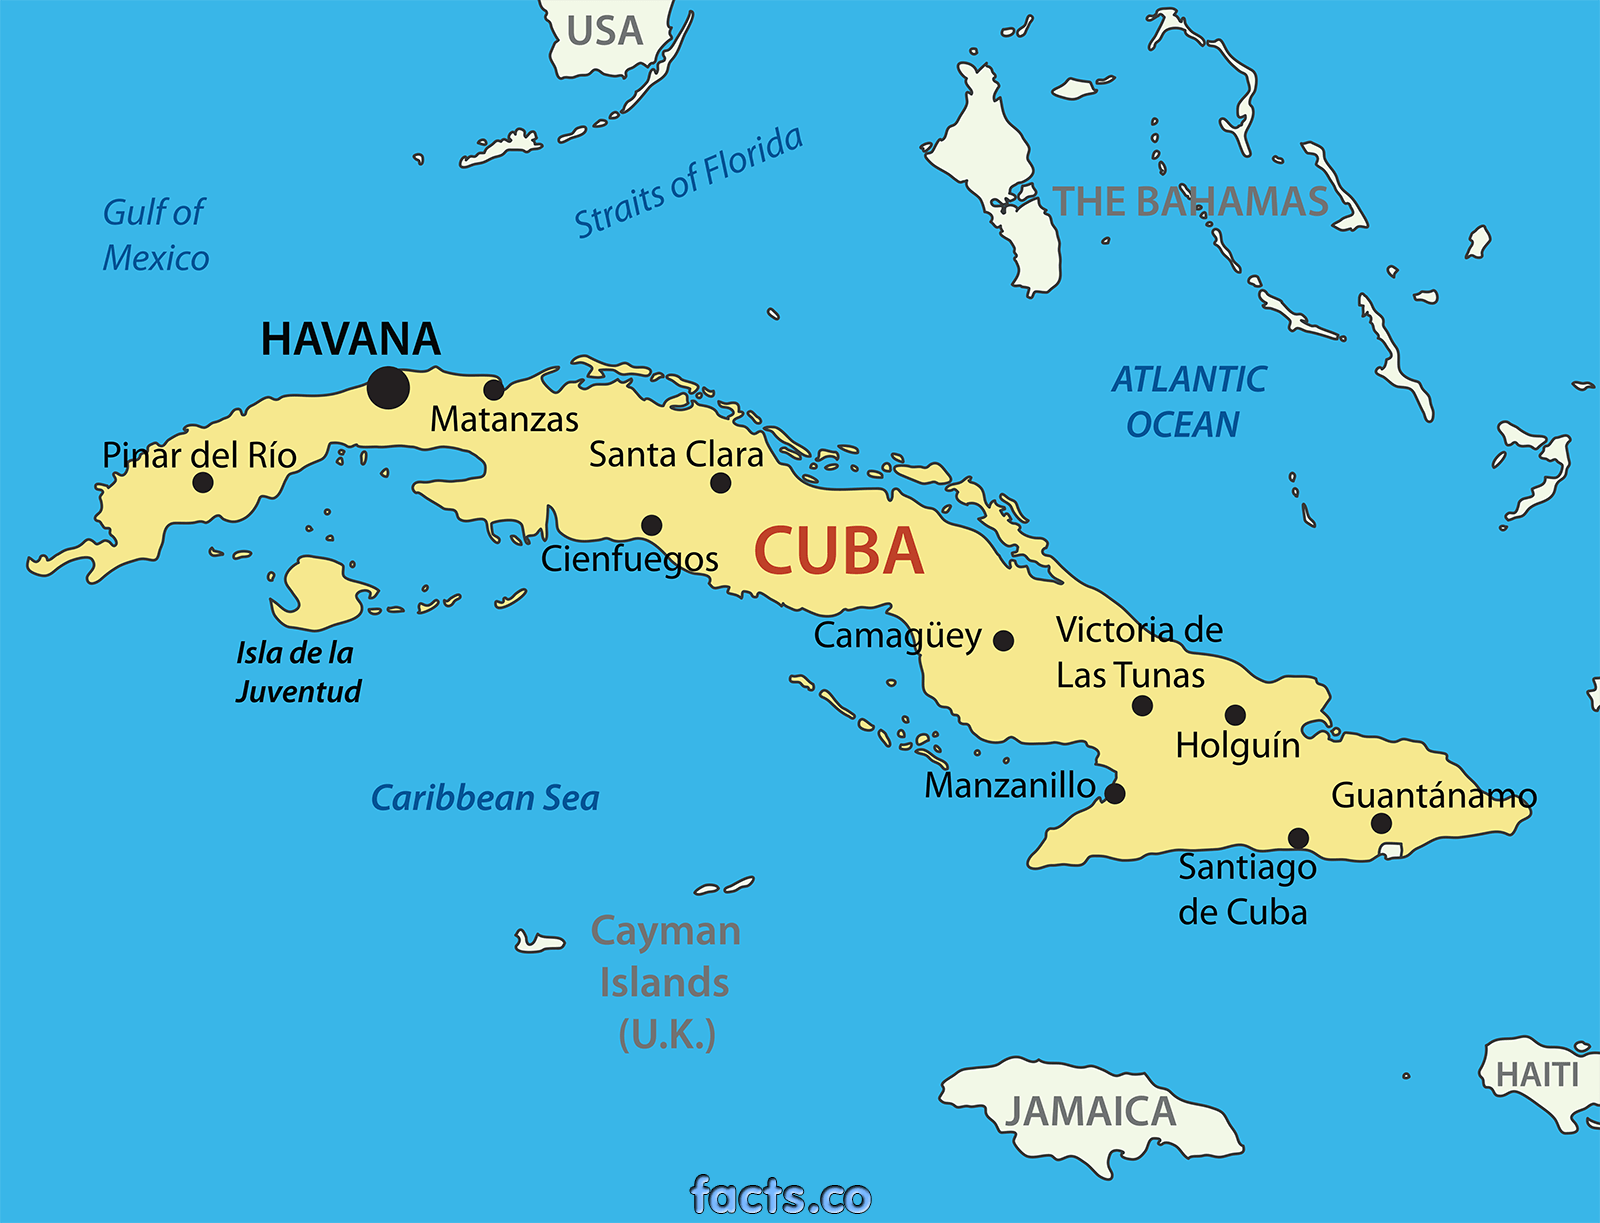 USA
Straits of Florida
Gulf of
Mexico
THE BAHAMAS
HAVANA
ATLANTIC
OCEAN
Matanzas
Pinar del Río
Santa Clara
CUBA
Cienfuegos
Camagüey
Victoria de
Las Tunas
Isla de la
Juventud
Holguín
Manzanillo
Guantánamo
Caribbean Sea
Santiago
de Cuba
Cayman
Islands
(U.K.)
HAITI
JAMAICA
facts.co